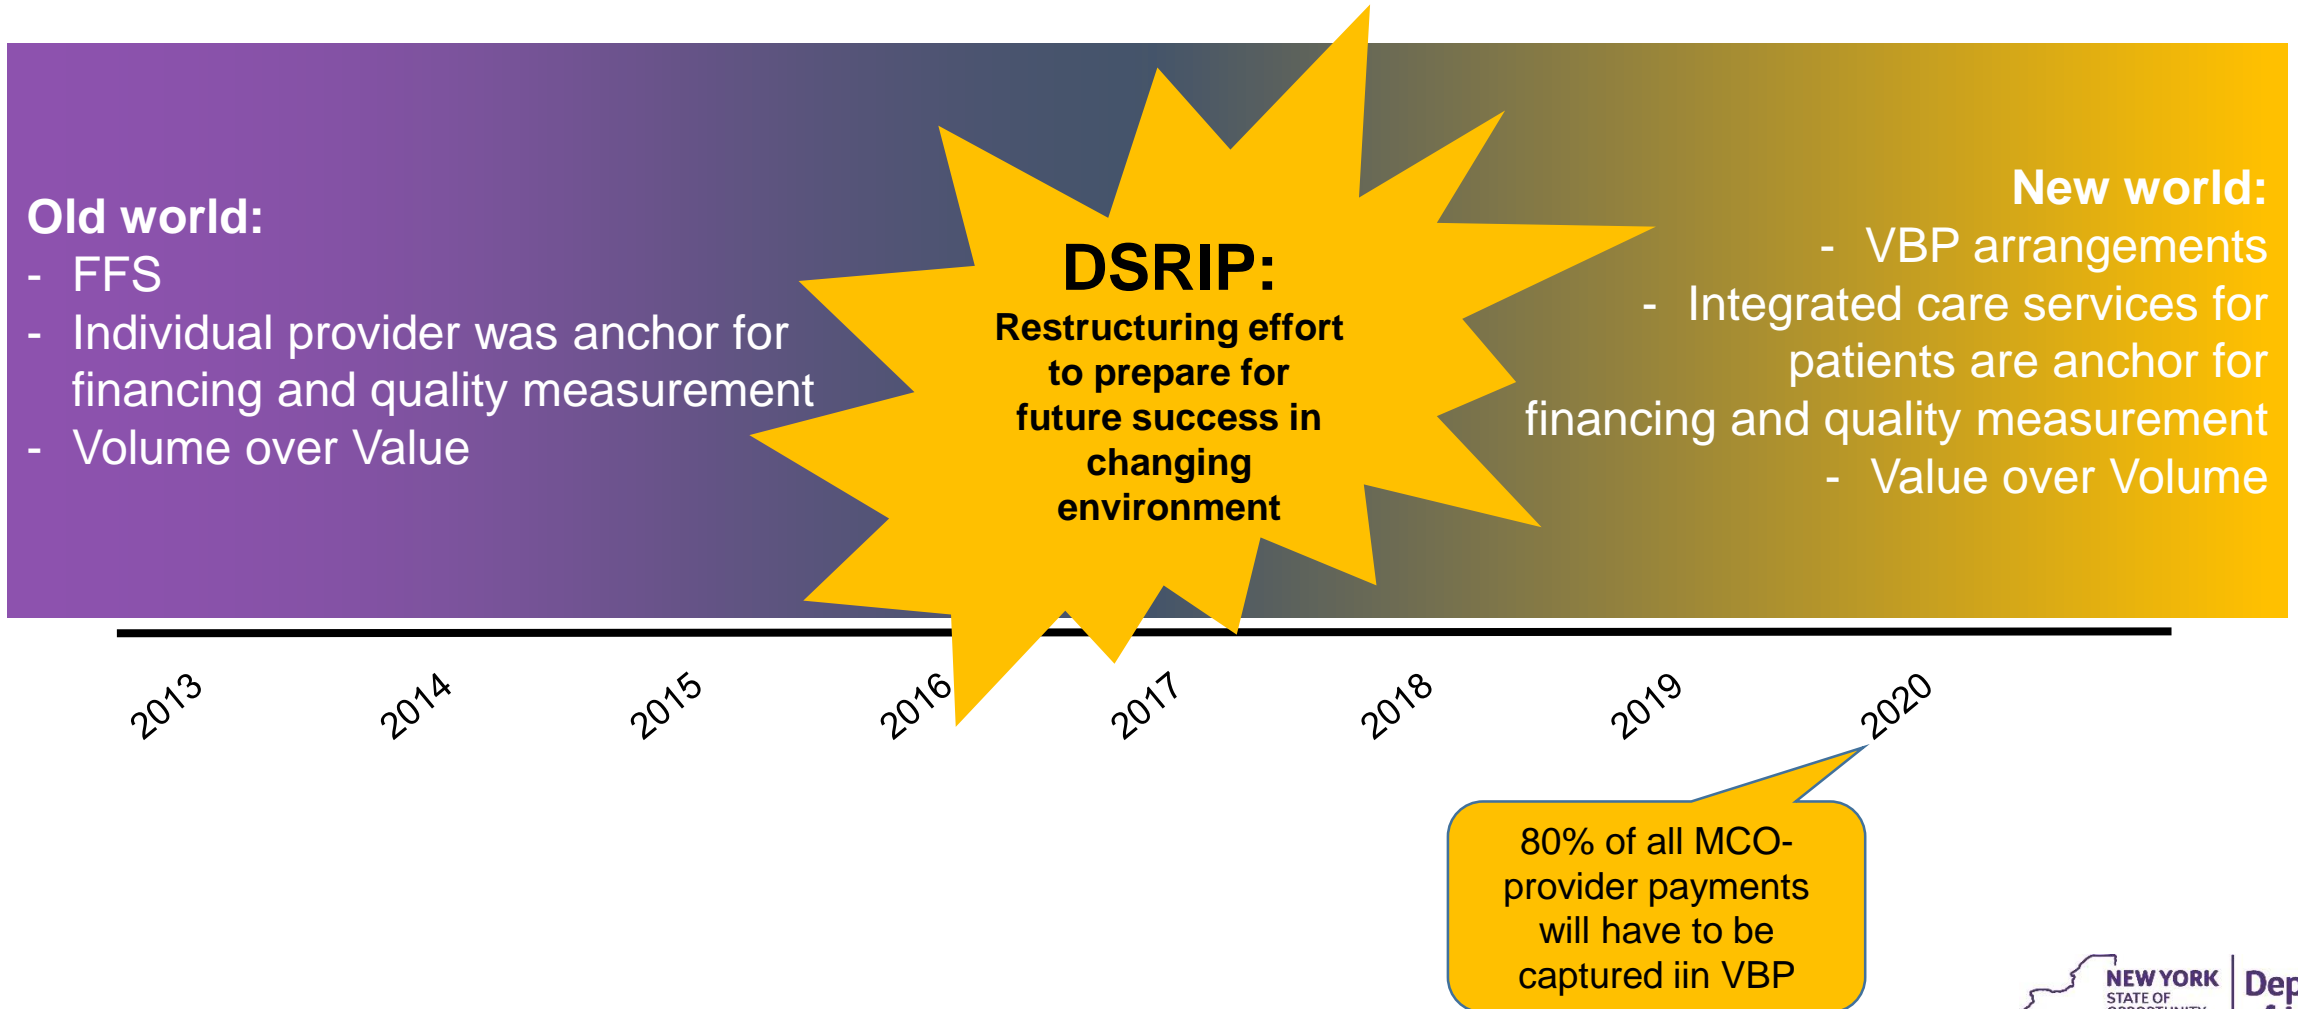 Old world:
- FFS
- Individual provider was anchor for
financing and quality measurement
- Volume over Value
DSRIP:
Restructuring effort
to prepare for
future success in
changing
environment
New world:
- VBP arrangements
- Integrated care services for
patients are anchor for
financing and quality measurement
- Value over Volume
2013
2014
2015
2016
2017
2018
2019
2020
80% of all MCO-
provider payments
will have to be
captured iin VBP
NEW YORK
STATE OF